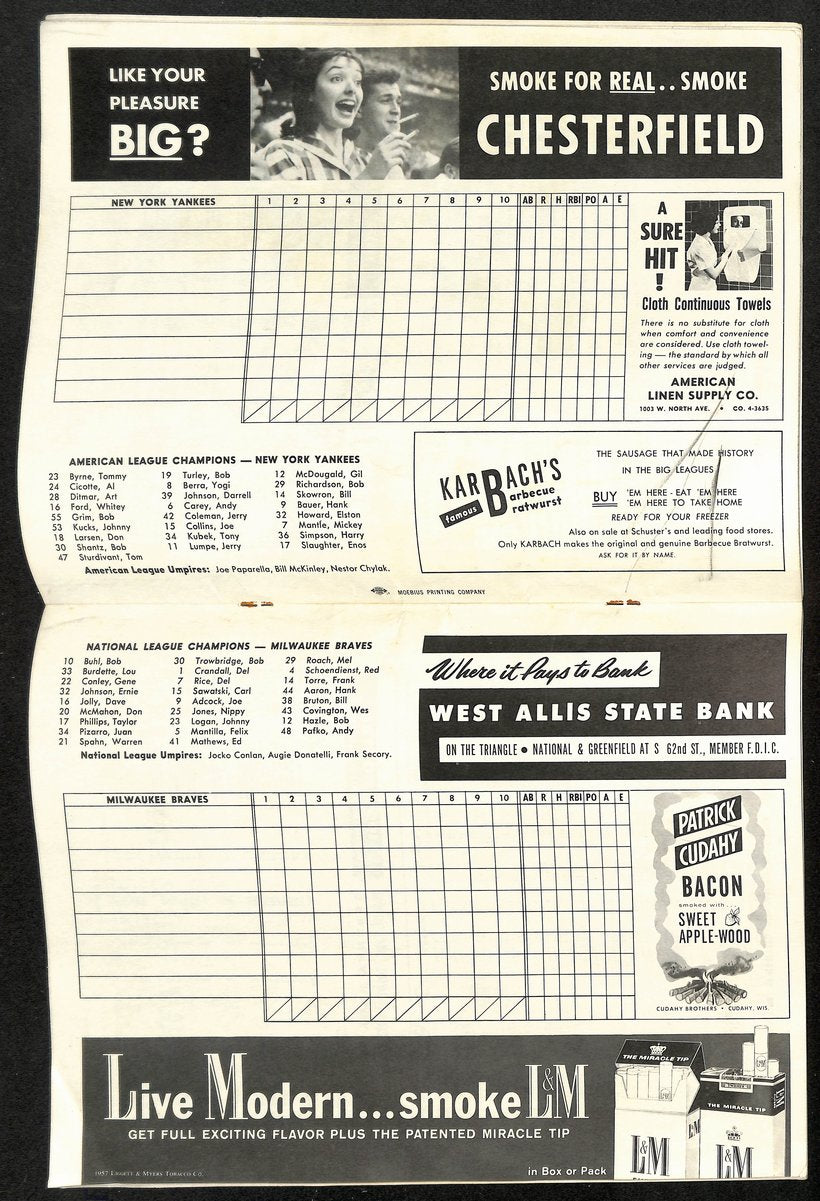 LIKE YOUR
PLEASURE
BIG?
SMOKE FOR REAL.. SMOKE
CHESTERFIELD
NEW YORK YANKEES 1 2 3 4 5 6 7 8 9 10 AB R H RBI PO A E
A
SURE
HIT
!
Cloth Continuous Towels
There is no substitute for cloth
when comfort and convenience
are considered. Use cloth towel-
ing — the standard by which all
other services are judged.
AMERICAN
LINEN SUPPLY CO.
1003 W. NORTH AVE. • CO. 4-3635
AMERICAN LEAGUE CHAMPIONS — NEW YORK YANKEES
23 Byrne, Tommy 19 Turley, Bob 12 McDougald, Gil
24 Cicotte, Al 8 Berra, Yogi 29 Richardson, Bob
28 Ditmar, Art 39 Johnson, Darrell 14 Skowron, Bill
16 Ford, Whitey 6 Carey, Andy 9 Bauer, Hank
55 Grim, Bob 42 Coleman, Jerry 32 Howard, Elston
53 Kucks, Johnny 15 Collins, Joe 7 Mantle, Mickey
18 Larsen, Don 34 Kubek, Tony 36 Simpson, Harry
30 Shantz, Bob 11 Lumpe, Jerry 17 Slaughter, Enos
47 Sturdivant, Tom
American League Umpires: Joe Paparella, Bill McKinley, Nestor Chylak.
famous KARBACH'S
Barbecue
Bratwurst
THE SAUSAGE THAT MADE HISTORY
IN THE BIG LEAGUES
BUY 'EM HERE - EAT 'EM HERE
'EM HERE TO TAKE HOME
READY FOR YOUR FREEZER
Also on sale at Schuster's and leading food stores.
Only KARBACH makes the original and genuine Barbecue Bratwurst.
ASK FOR IT BY NAME.
MOEBIUS PRINTING COMPANY
NATIONAL LEAGUE CHAMPIONS — MILWAUKEE BRAVES
10 Buhl, Bob 30 Trowbridge, Bob 29 Roach, Mel
33 Burdette, Lou 1 Crandall, Del 4 Schoendienst, Red
22 Conley, Gene 7 Rice, Del 14 Torre, Frank
32 Johnson, Ernie 15 Sawatski, Carl 44 Aaron, Hank
16 Jolly, Dave 9 Adcock, Joe 38 Bruton, Bill
20 McMahon, Don 25 Jones, Nippy 43 Covington, Wes
17 Phillips, Taylor 23 Logan, Johnny 12 Hazle, Bob
34 Pizarro, Juan 5 Mantilla, Felix 48 Pafko, Andy
21 Spahn, Warren 41 Mathews, Ed
National League Umpires: Jocko Conlan, Augie Donatelli, Frank Secory.
Where it Pays to Bank
WEST ALLIS STATE BANK
ON THE TRIANGLE • NATIONAL & GREENFIELD AT S 62nd ST., MEMBER F.D.I.C.
MILWAUKEE BRAVES 1 2 3 4 5 6 7 8 9 10 AB R H RBI PO A E
PATRICK
CUDAHY
BACON
smoked with...
SWEET
APPLE-WOOD
CUDAHY BROTHERS • CUDAHY, WIS.
Live Modern...smoke L&M
GET FULL EXCITING FLAVOR PLUS THE PATENTED MIRACLE TIP
in Box or Pack
1957 LIGGETT & MYERS TOBACCO CO.
THE MIRACLE TIP
L&M
THE MIRACLE TIP
L&M